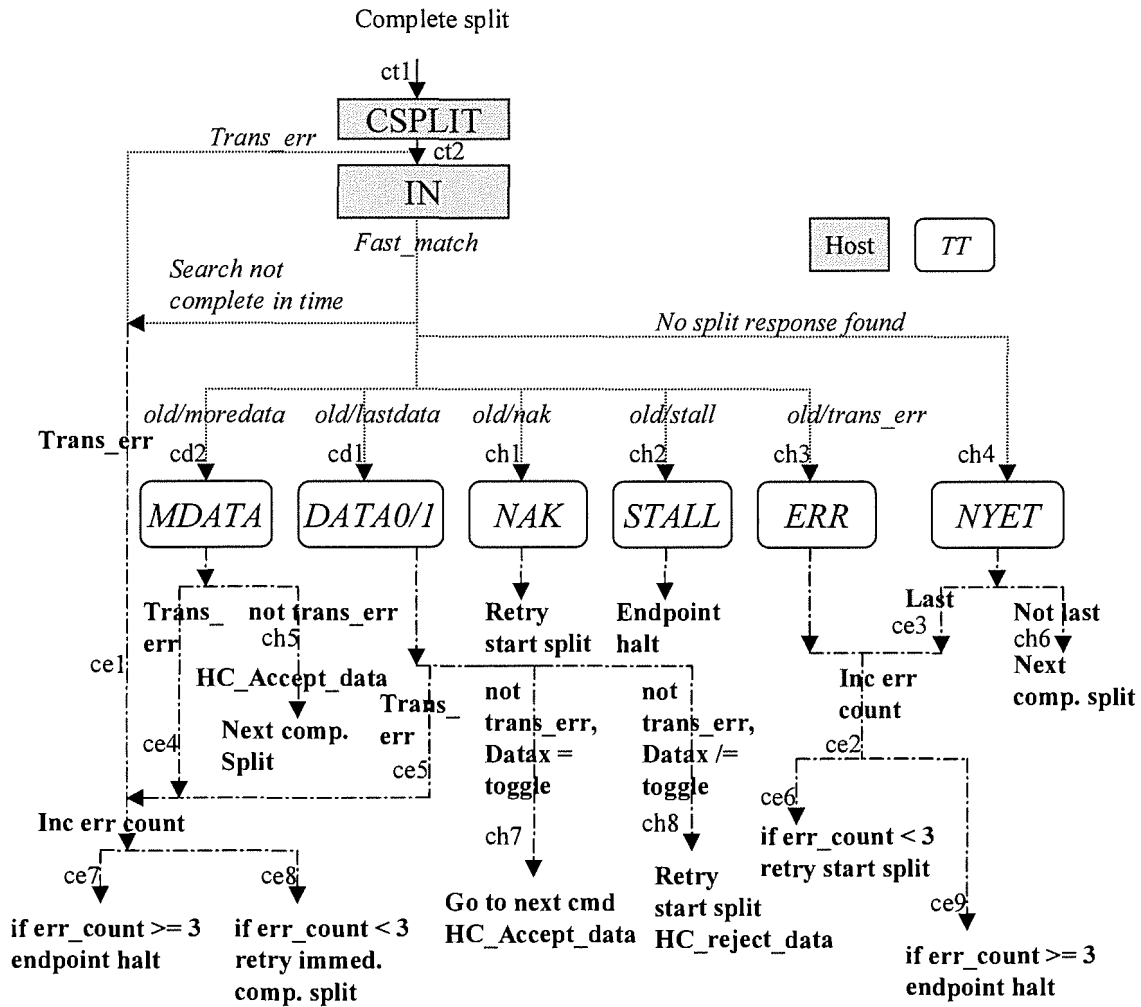 Complete split
ct1
CSPLIT
Trans_err
ct2
IN
Fast_match
Host
TT
Search not
complete in time
No split response found
old/moredata
old/lastdata
old/nak
old/stall
old/trans_err
Trans_err
cd2
cd1
ch1
ch2
ch3
ch4
MDATA
DATA0/1
NAK
STALL
ERR
NYET
Trans_
err
not trans_err
ch5
Retry
start split
Endpoint
halt
Last
ce3
Not last
ch6
Next
comp. split
ce1
HC_Accept_data
Next comp.
Split
Trans_
err
not
trans_err,
Datax =
toggle
not
trans_err,
Datax /=
toggle
Inc err
count
ce2
ce4
ce5
ce6
Inc err count
ch7
ch8
if err_count < 3
retry start split
ce7
ce8
ce9
Go to next cmd
HC_Accept_data
Retry
start split
HC_reject_data
if err_count >= 3
endpoint halt
if err_count < 3
retry immed.
comp. split
if err_count >= 3
endpoint halt